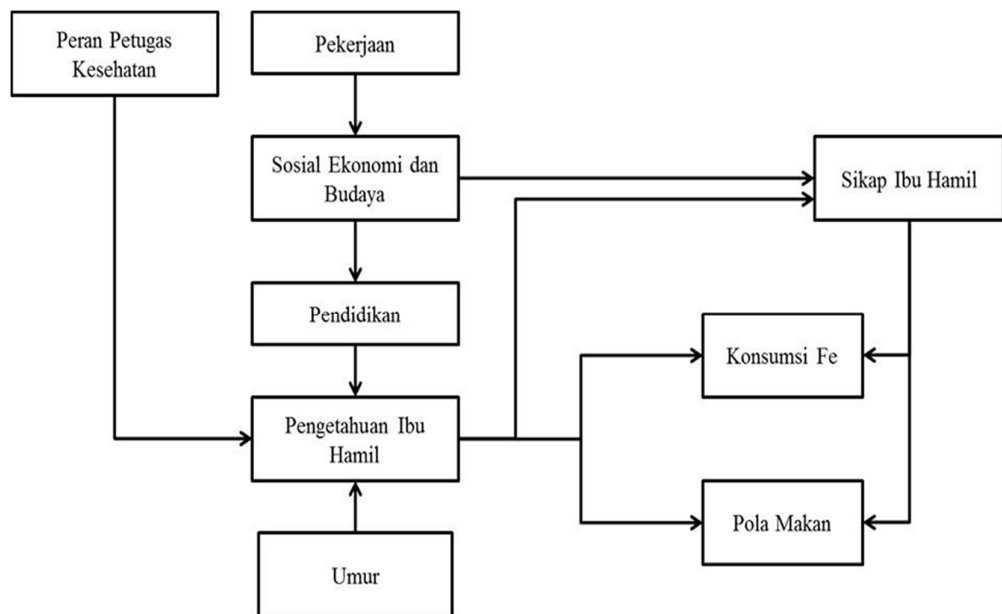 Peran Petugas
Kesehatan
Pekerjaan
Sosial Ekonomi dan
Budaya
Sikap Ibu Hamil
Pendidikan
Konsumsi Fe
Pengetahuan Ibu
Hamil
Pola Makan
Umur